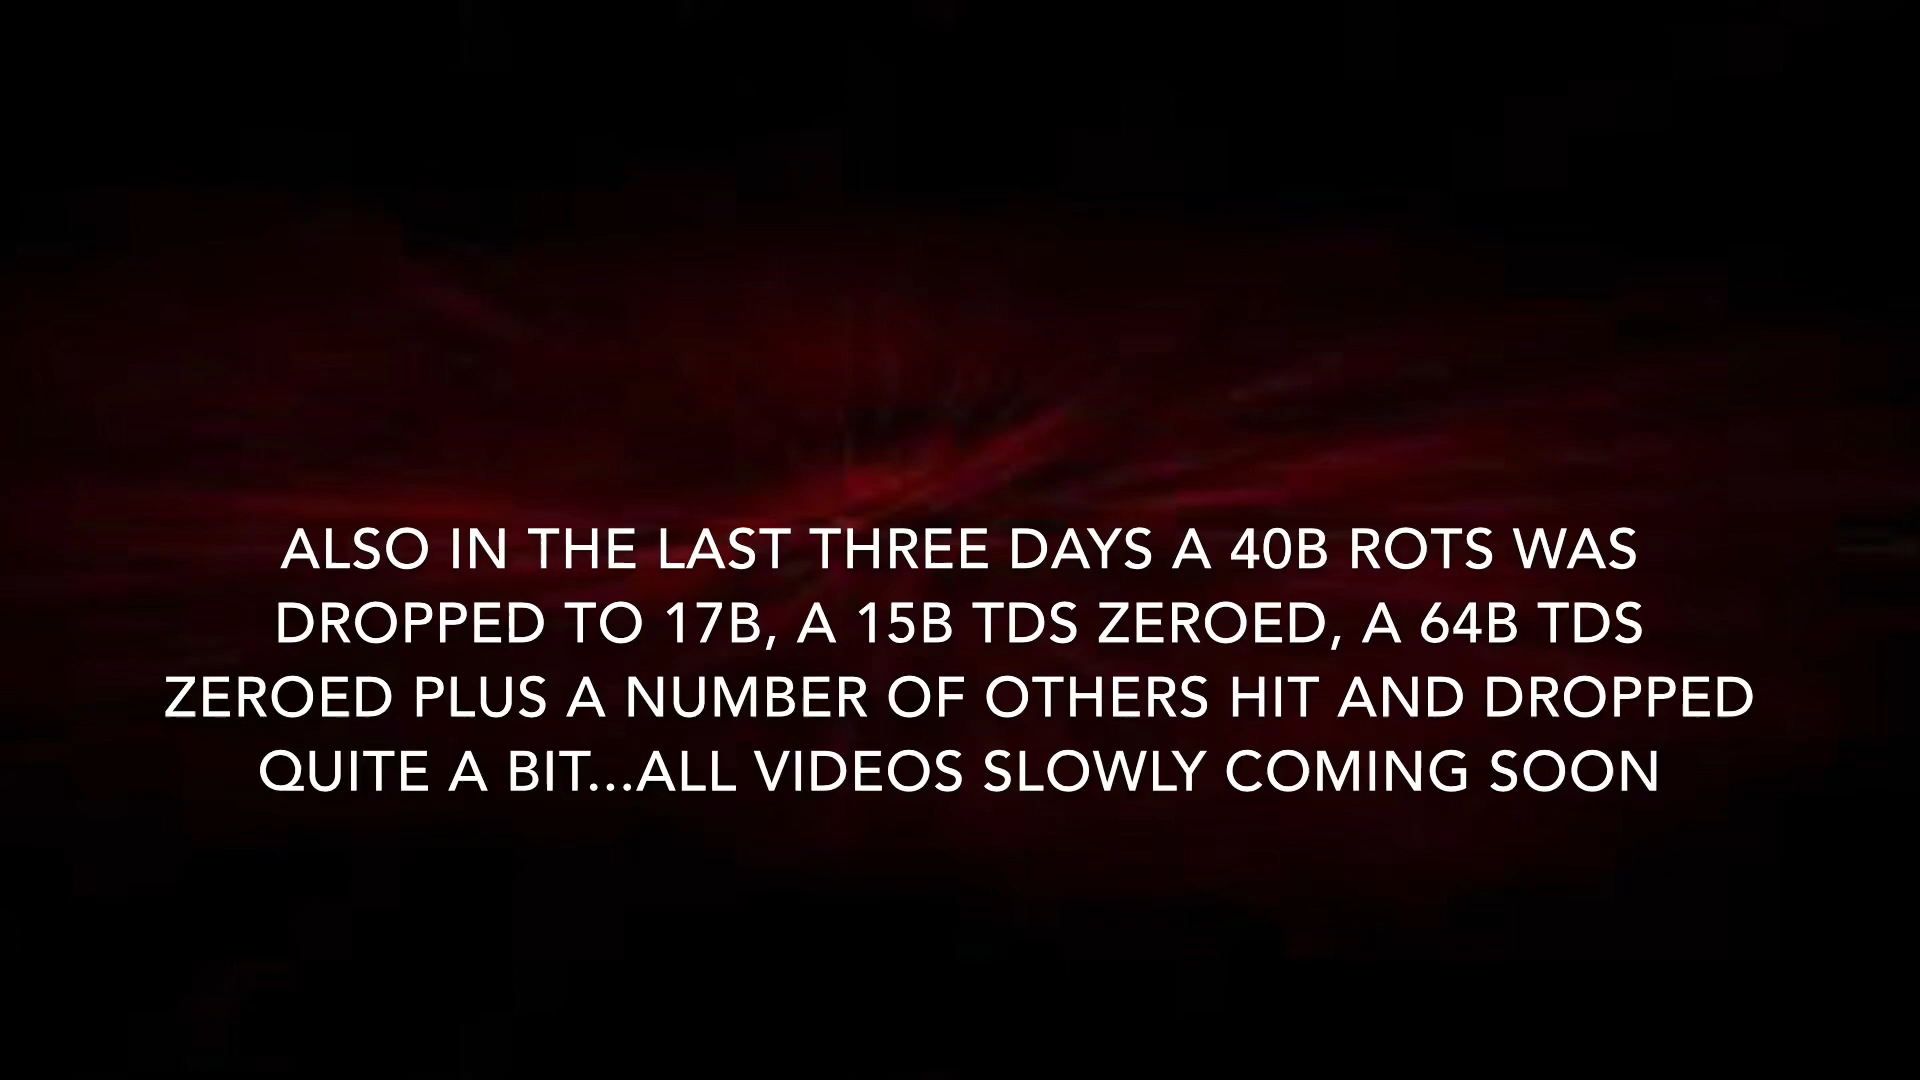 ALSO IN THE LAST THREE DAYS A 40B ROTS WAS
DROPPED TO 17B, A 15B TDS ZEROED, A 64B TDS
ZEROED PLUS A NUMBER OF OTHERS HIT AND DROPPED
QUITE A BIT...ALL VIDEOS SLOWLY COMING SOON